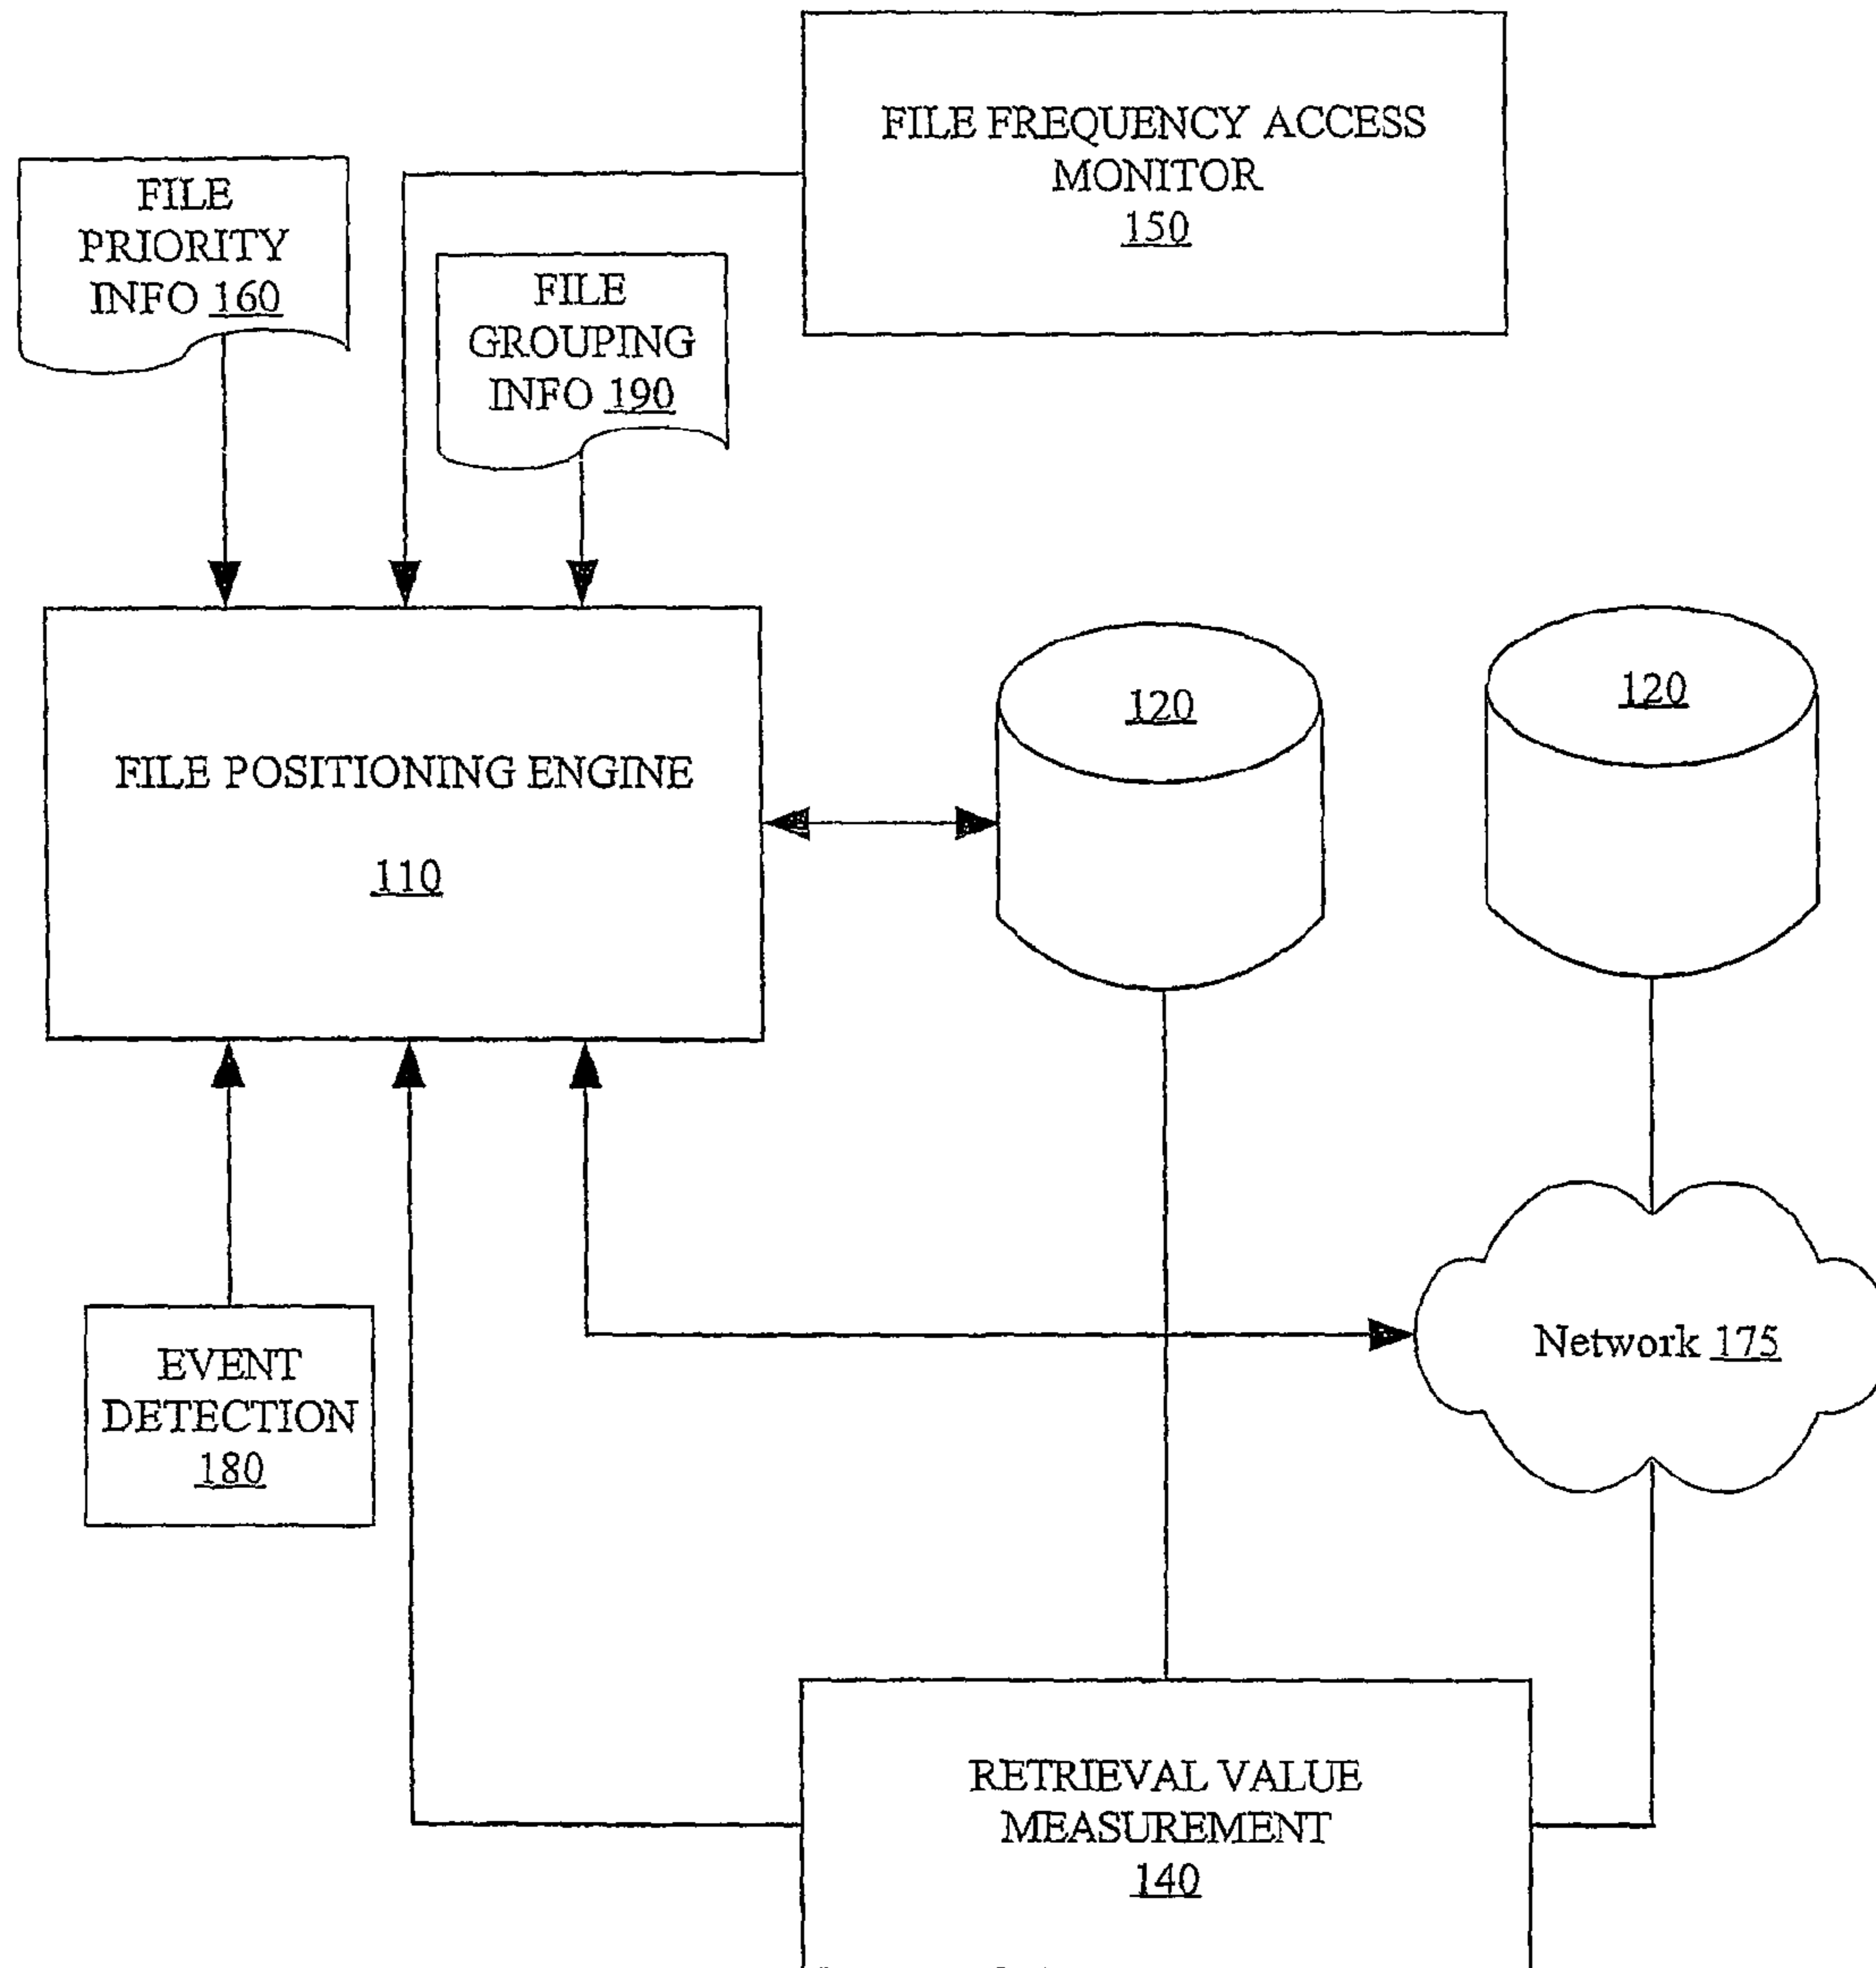 FILE FREQUENCY ACCESS
MONITOR
150
FILE
PRIORITY
INFO 160
FILE
GROUPING
INFO 190
FILE POSITIONING ENGINE
110
120
120
EVENT
DETECTION
180
Network 175
RETRIEVAL VALUE
MEASUREMENT
140